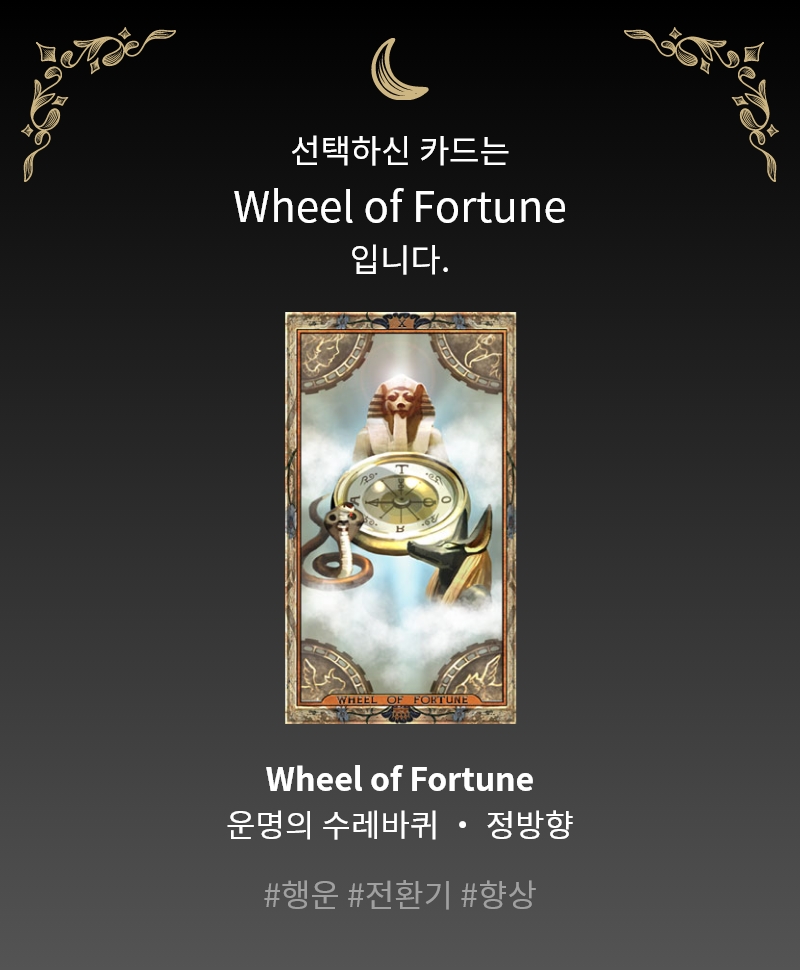 선택하신 카드는
Wheel of Fortune
입니다.
X
T
A
O
R
WHEEL OF FORTUNE
Wheel of Fortune
운명의 수레바퀴 • 정방향
#행운 #전환기 #향상